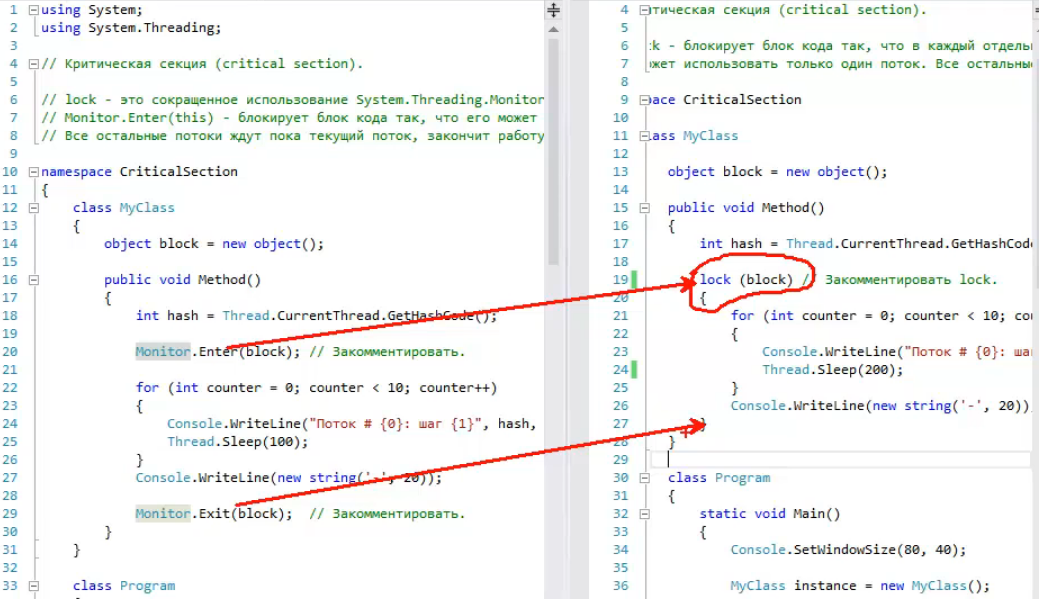 1 using System;
2 using System.Threading;
3
4 // Критическая секция (critical section).
5
6 // lock - это сокращенное использование System.Threading.Monitor
7 // Monitor.Enter(this) - блокирует блок кода так, что его может
8 // Все остальные потоки ждут пока текущий поток, закончит работу
9
10 namespace CriticalSection
11 {
12 class MyClass
13 {
14 object block = new object();
15
16 public void Method()
17 {
18 int hash = Thread.CurrentThread.GetHashCode();
19
20 Monitor.Enter(block); // Закомментировать.
21
22 for (int counter = 0; counter < 10; counter++)
23 {
24 Console.WriteLine("Поток # {0}: шаг {1}", hash,
25 Thread.Sleep(100);
26 }
27 Console.WriteLine(new string('-', 20));
28
29 Monitor.Exit(block); // Закомментировать.
30 }
31 }
32
33 class Program
4 тическая секция (critical section).
5
6 k - блокирует блок кода так, что в каждый отдель
7 жет использовать только один поток. Все остальны
8
9 pace CriticalSection
10
11 ass MyClass
12
13 object block = new object();
14
15 public void Method()
16 {
17 int hash = Thread.CurrentThread.GetHashCod
18
19 lock (block) // Закомментировать lock.
20 {
21 for (int counter = 0; counter < 10; cou
22 {
23 Console.WriteLine("Поток # {0}: ша
24 Thread.Sleep(200);
25 }
26 Console.WriteLine(new string('-', 20))
27 }
28 }
29
30 class Program
31 {
32 static void Main()
33 {
34 Console.SetWindowSize(80, 40);
35
36 MyClass instance = new MyClass();